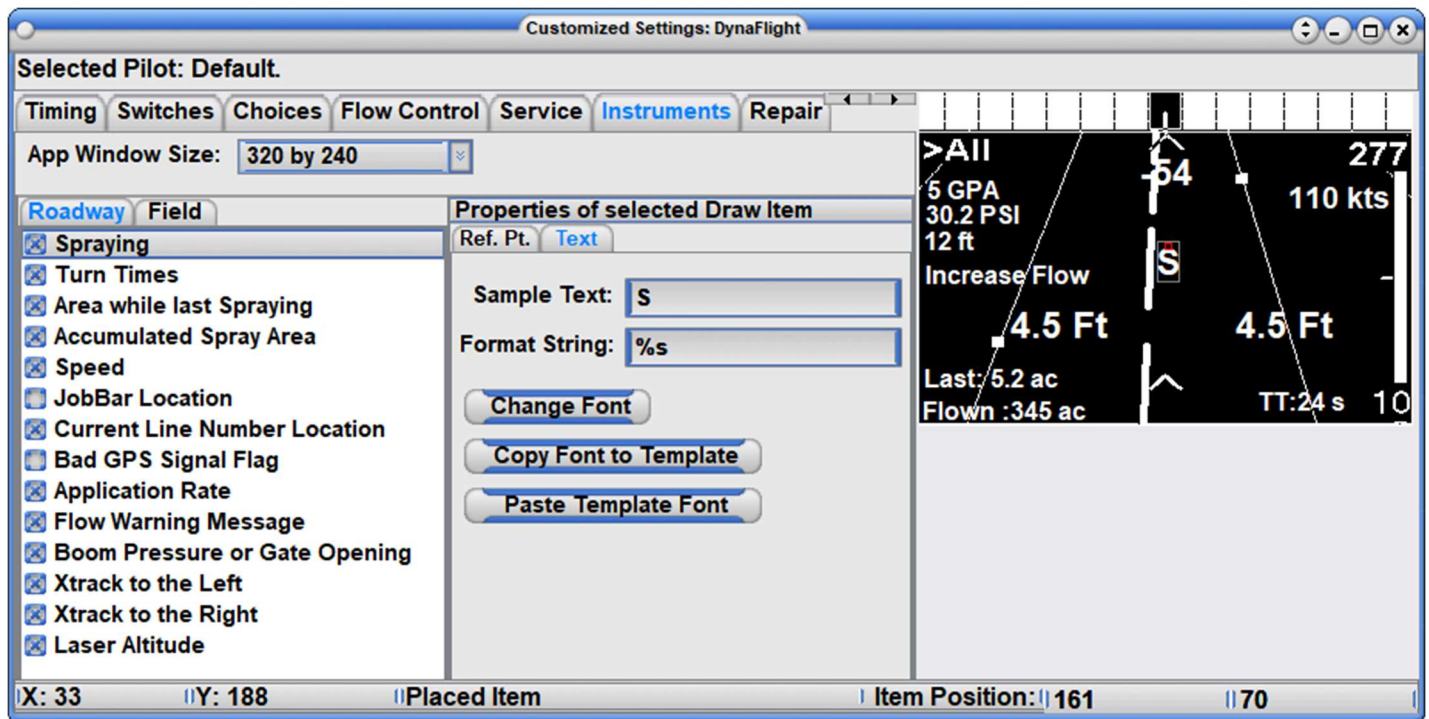 Customized Settings: DynaFlight
Selected Pilot: Default.
Timing Switches Choices Flow Control Service Instruments Repair
App Window Size: 320 by 240
Roadway Field
Spraying
Turn Times
Area while last Spraying
Accumulated Spray Area
Speed
JobBar Location
Current Line Number Location
Bad GPS Signal Flag
Application Rate
Flow Warning Message
Boom Pressure or Gate Opening
Xtrack to the Left
Xtrack to the Right
Laser Altitude
Properties of selected Draw Item
Ref. Pt. Text
Sample Text: S
Format String: %s
Change Font
Copy Font to Template
Paste Template Font
>All -54 277
5 GPA 110 kts
30.2 PSI
12 ft
S
Increase Flow
4.5 Ft 4.5 Ft
Last: 5.2 ac
Flown :345 ac TT:24 s 10
X: 33 Y: 188 Placed Item Item Position: 161 70